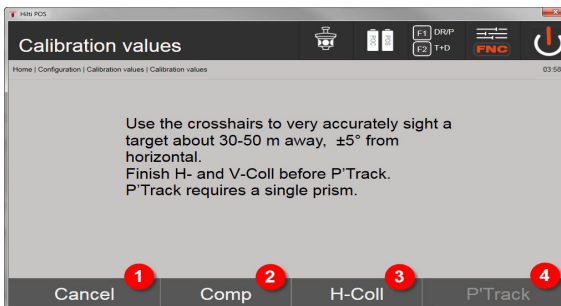 Hilti POS
Calibration values
POC
POS
F1 DR/P
F2 T+D
FNC
Home | Configuration | Calibration values | Calibration values
03:58
Use the crosshairs to very accurately sight a
target about 30-50 m away, ±5° from
horizontal.
Finish H- and V-Coll before P'Track.
P'Track requires a single prism.
1
2
3
4
Cancel
Comp
H-Coll
P'Track